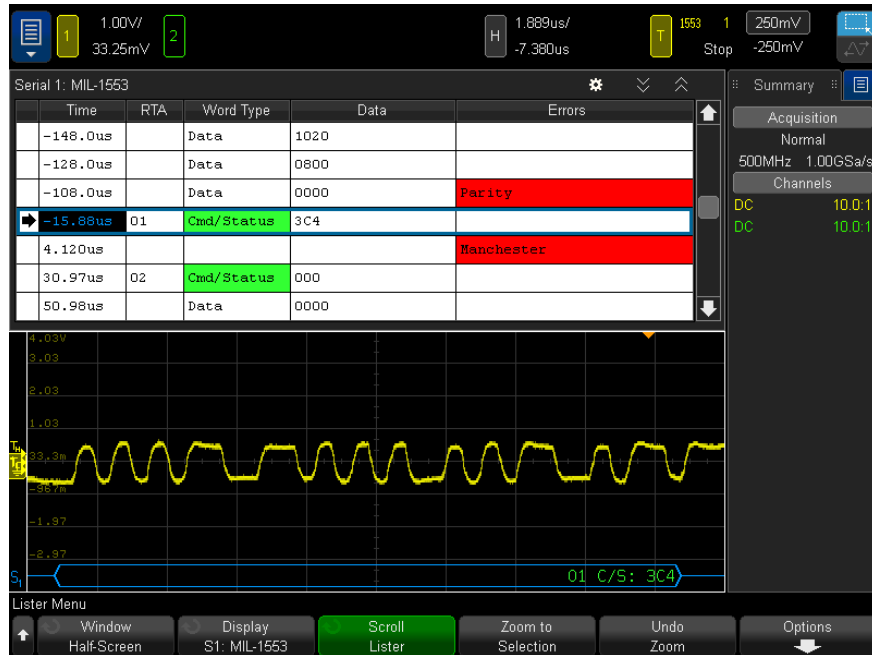 1 1.00V/ 33.25mV 2 H 1.889us/ -7.380us T 1553 1 Stop 250mV -250mV
Serial 1: MIL-1553
Time RTA Word Type Data Errors
-148.0us Data 1020
-128.0us Data 0800
-108.0us Data 0000 Parity
-15.88us 01 Cmd/Status 3C4
4.120us Manchester
30.97us 02 Cmd/Status 000
50.98us Data 0000
Summary
Acquisition
Normal
500MHz 1.00GSa/s
Channels
DC 10.0:1
DC 10.0:1
4.03V
3.03
2.03
1.03
33.3m
-967m
-1.97
-2.97
S1 01 C/S: 3C4
Lister Menu
Window Half-Screen
Display S1: MIL-1553
Scroll Lister
Zoom to Selection
Undo Zoom
Options